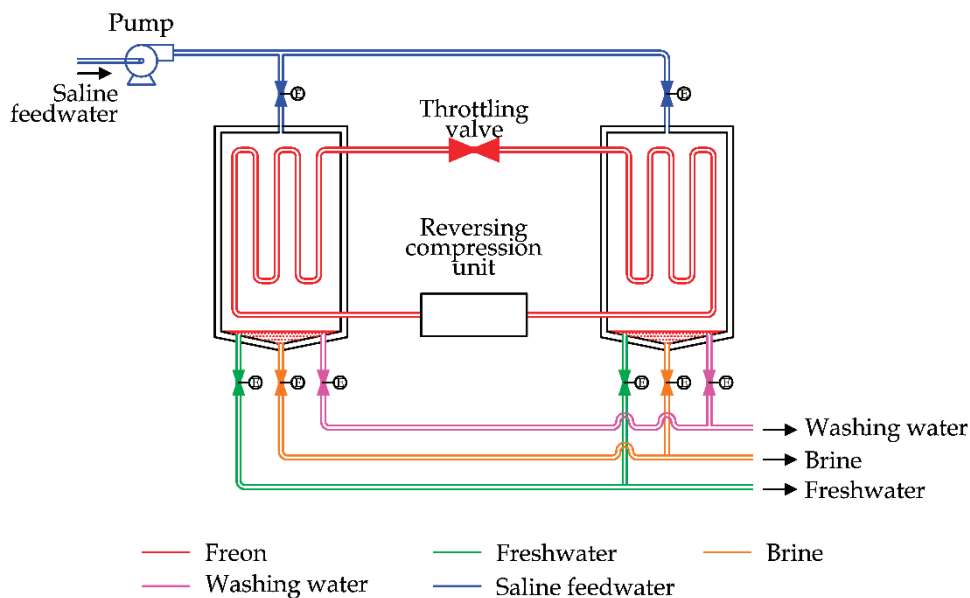 Pump
Saline
feedwater
E
E
Throttling
valve
Reversing
compression
unit
E
E
E
E
E
E
Washing water
Brine
Freshwater
Freon
Freshwater
Brine
Washing water
Saline feedwater